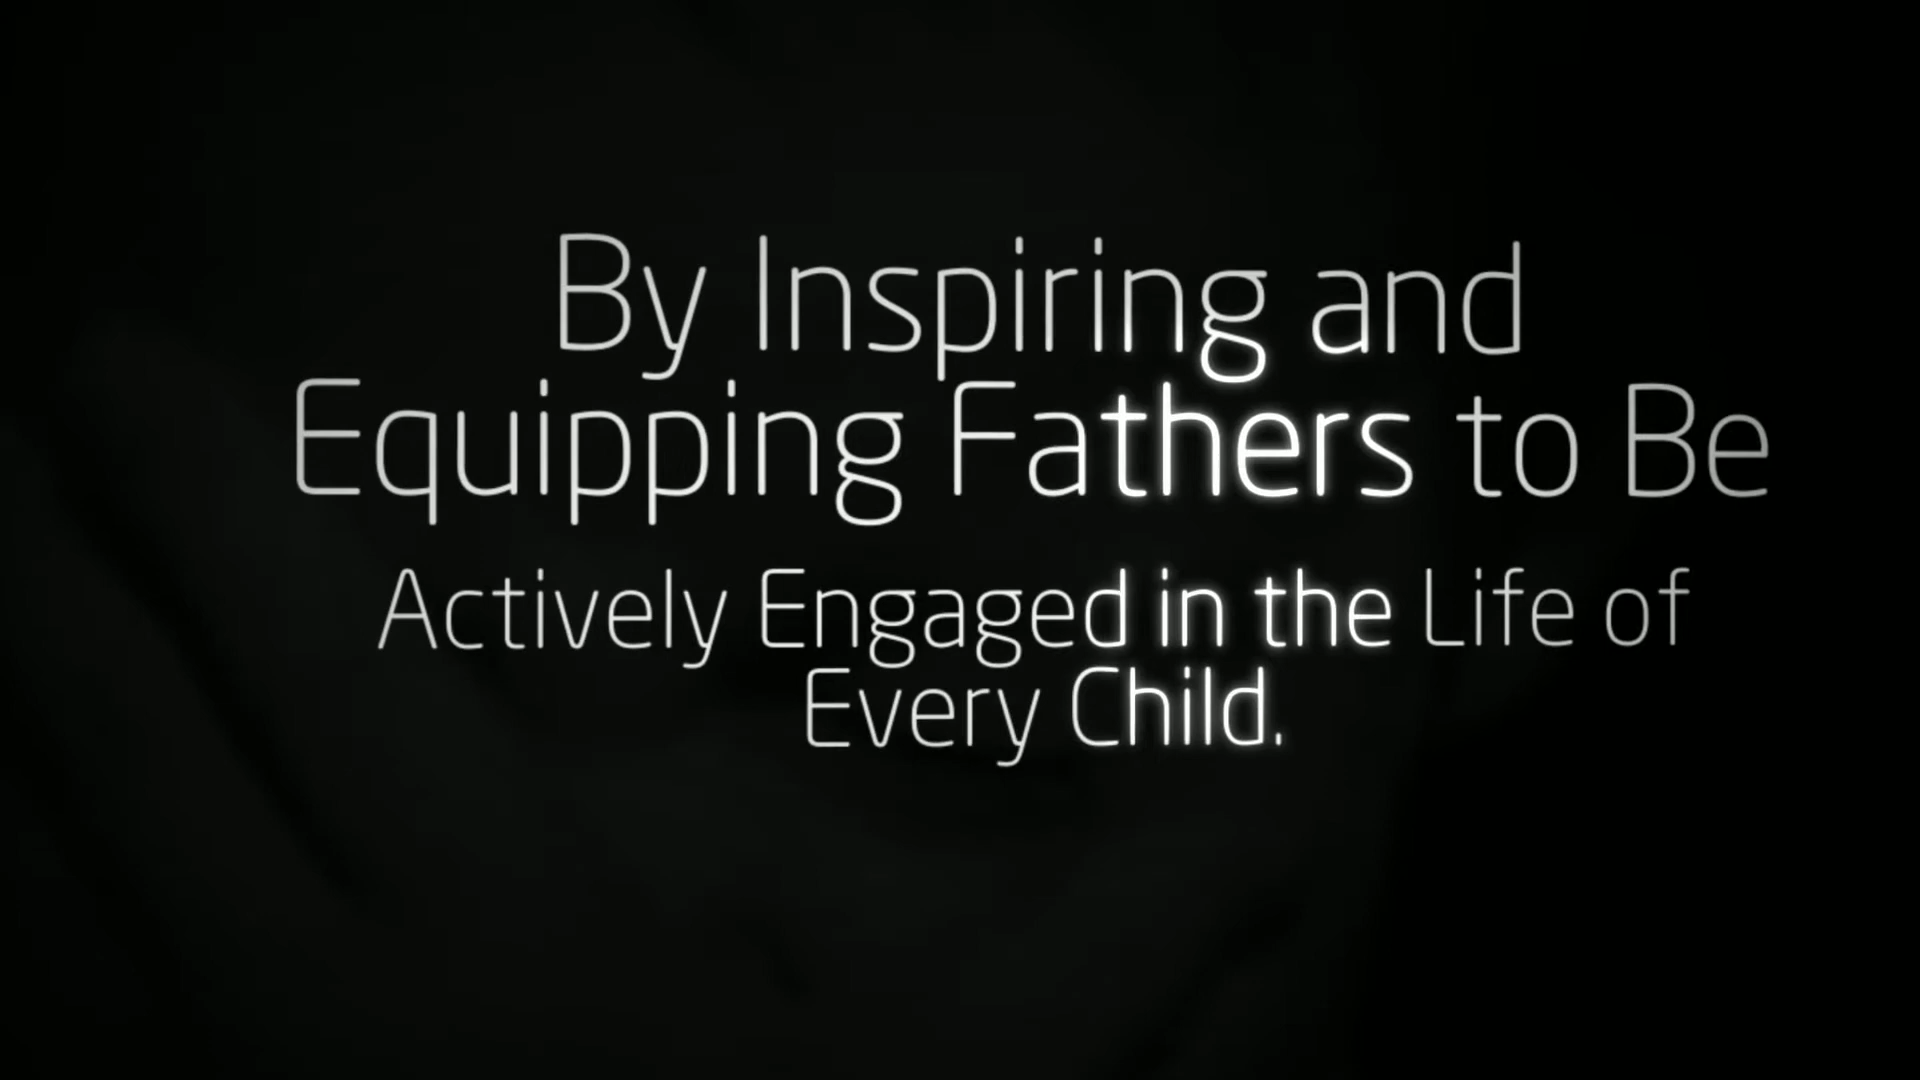 By Inspiring and
Equipping Fathers to Be
Actively Engaged in the Life of
Every Child.